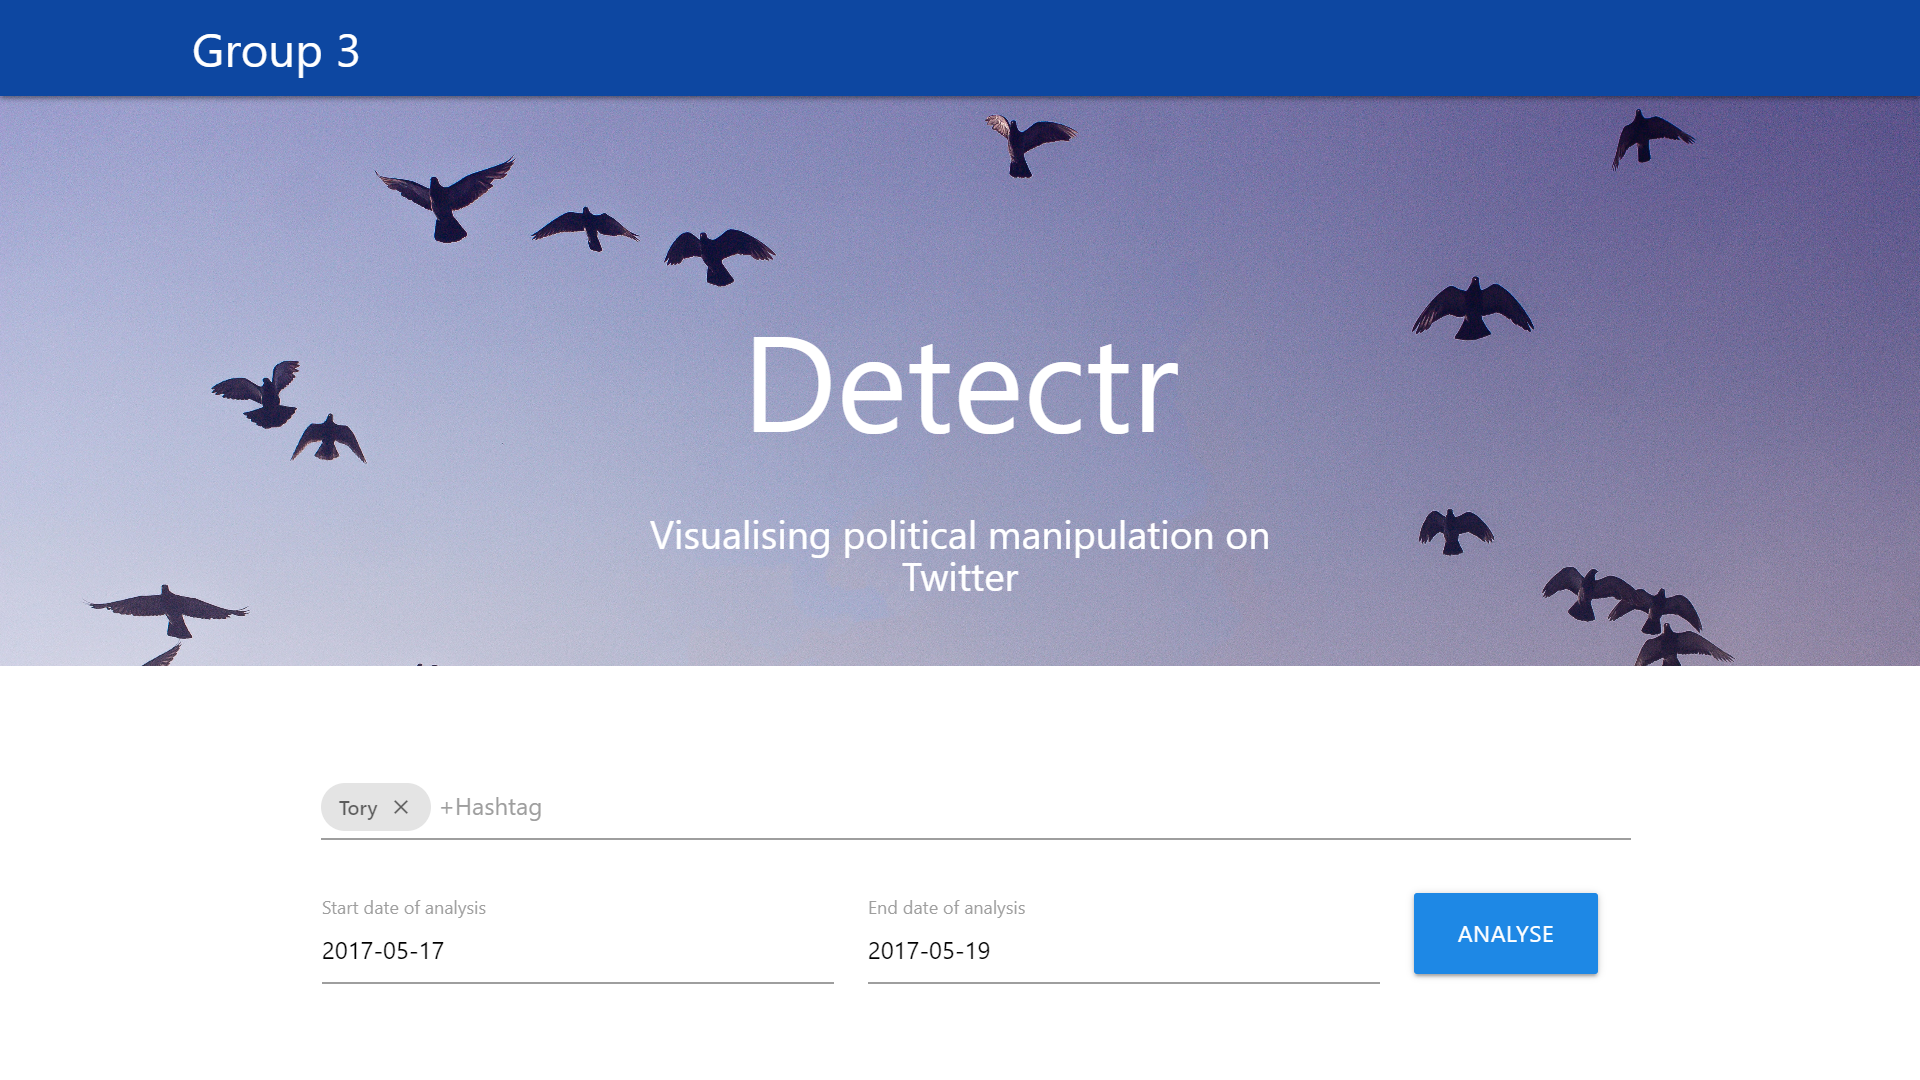 Group 3
Detectr
Visualising political manipulation on
Twitter
Tory × +Hashtag
Start date of analysis
End date of analysis
2017-05-17
2017-05-19
ANALYSE